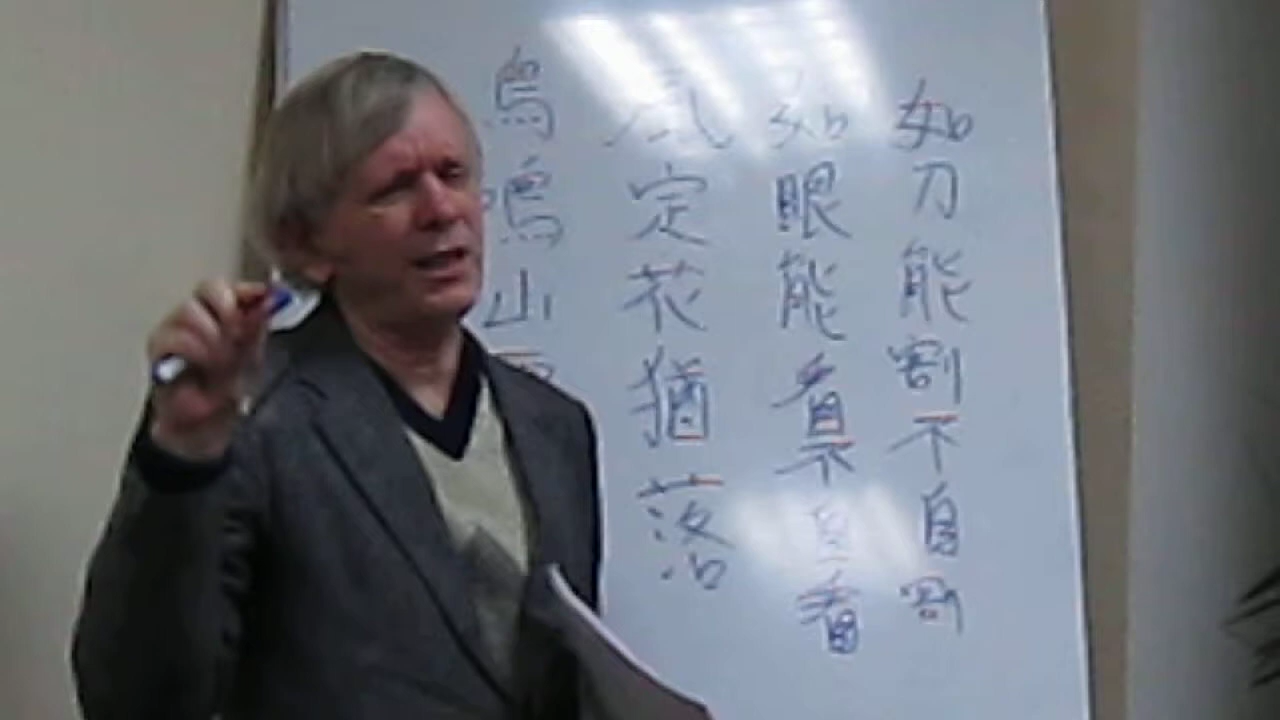 如刀能割不自割
如眼能看不自看
風定花猶落
鳥鳴山